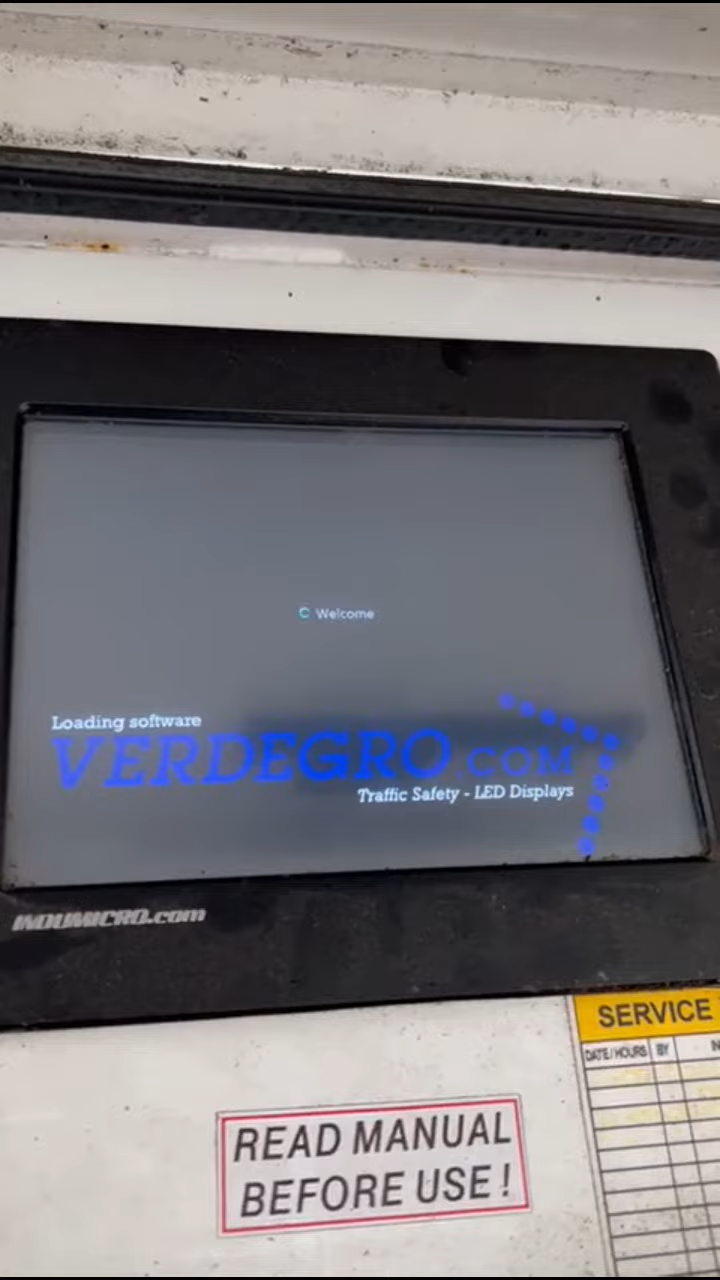 Welcome
Loading software
VERDEGRO.COM
Traffic Safety - LED Displays
INDUMICRO.com
SERVICE
DATE/HOURS BY
READ MANUAL
BEFORE USE!